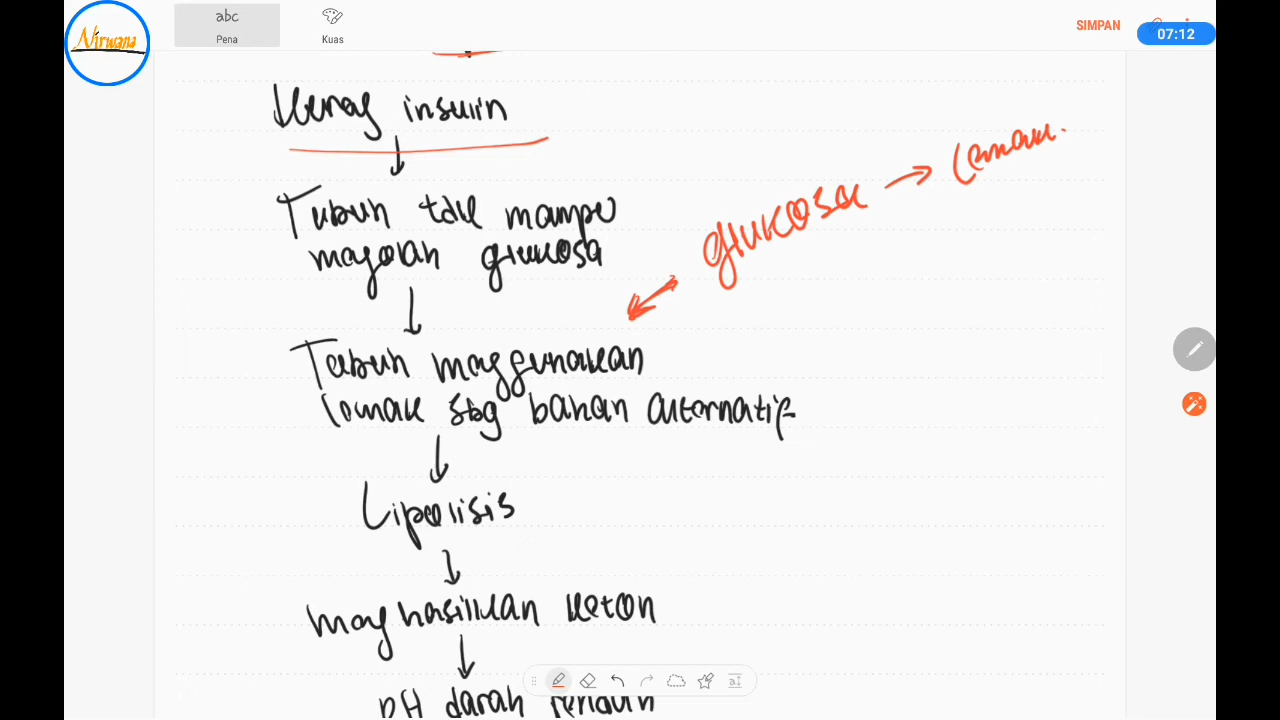 Nirwana
abc
Pena
Kuas
SIMPAN
07:12
Kurang insulin
Tubuh tdk mampu
mengolah glukosa
glukosa → lemak.
Tubuh menggunakan
lemak sbg bahan alternatif
Lipolisis
menghasilkan keton
pH darah rendah